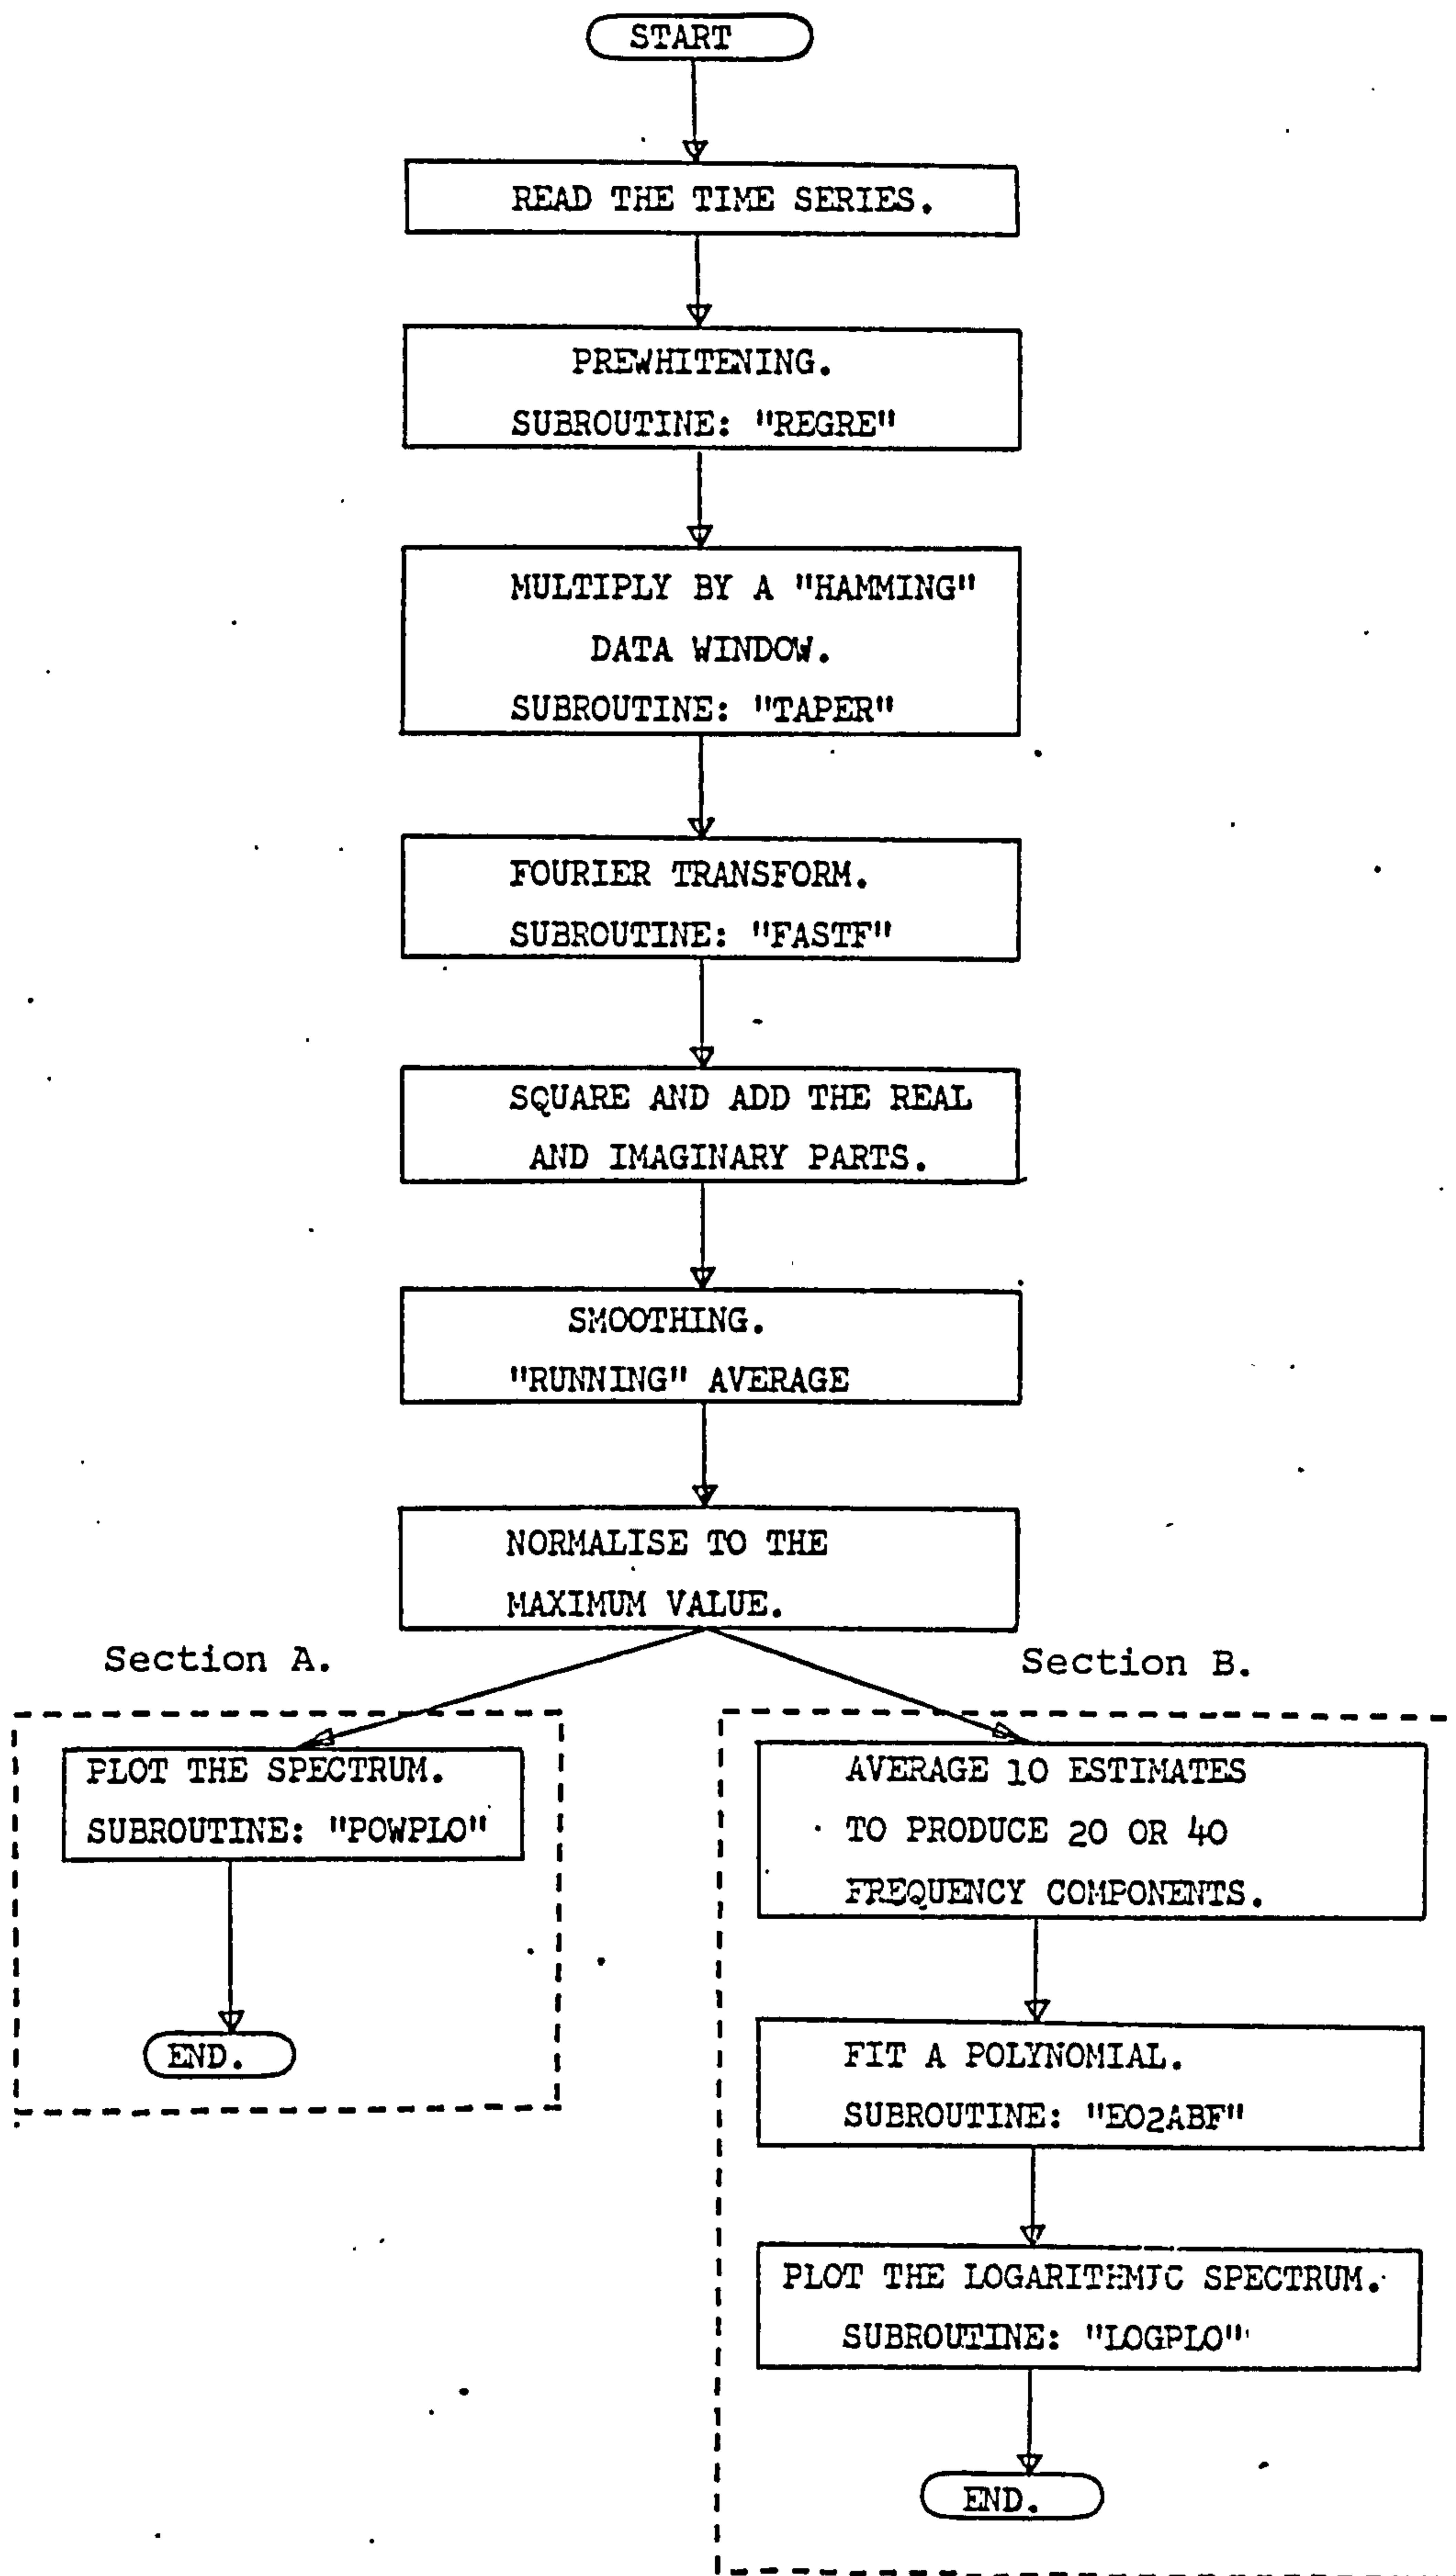 START
READ THE TIME SERIES.
PREWHITENING.
SUBROUTINE: "REGRE"
MULTIPLY BY A "HAMMING"
DATA WINDOW.
SUBROUTINE: "TAPER"
FOURIER TRANSFORM.
SUBROUTINE: "FASTF"
SQUARE AND ADD THE REAL
AND IMAGINARY PARTS.
SMOOTHING.
"RUNNING" AVERAGE
NORMALISE TO THE
MAXIMUM VALUE.
Section A.
PLOT THE SPECTRUM.
SUBROUTINE: "POWPLO"
END.
Section B.
AVERAGE 10 ESTIMATES
TO PRODUCE 20 OR 40
FREQUENCY COMPONENTS.
FIT A POLYNOMIAL.
SUBROUTINE: "EO2ABF"
PLOT THE LOGARITHMIC SPECTRUM.
SUBROUTINE: "LOGPLO"
END.